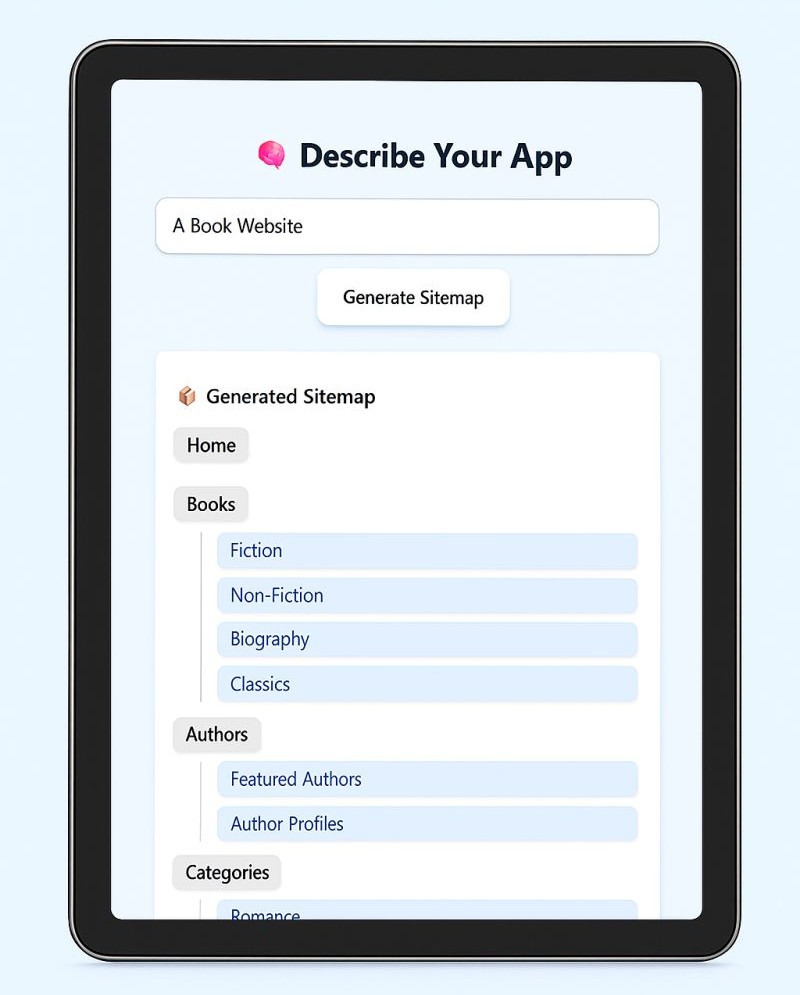 Describe Your App
A Book Website
Generate Sitemap
Generated Sitemap
Home
Books
Fiction
Non-Fiction
Biography
Classics
Authors
Featured Authors
Author Profiles
Categories
Romance